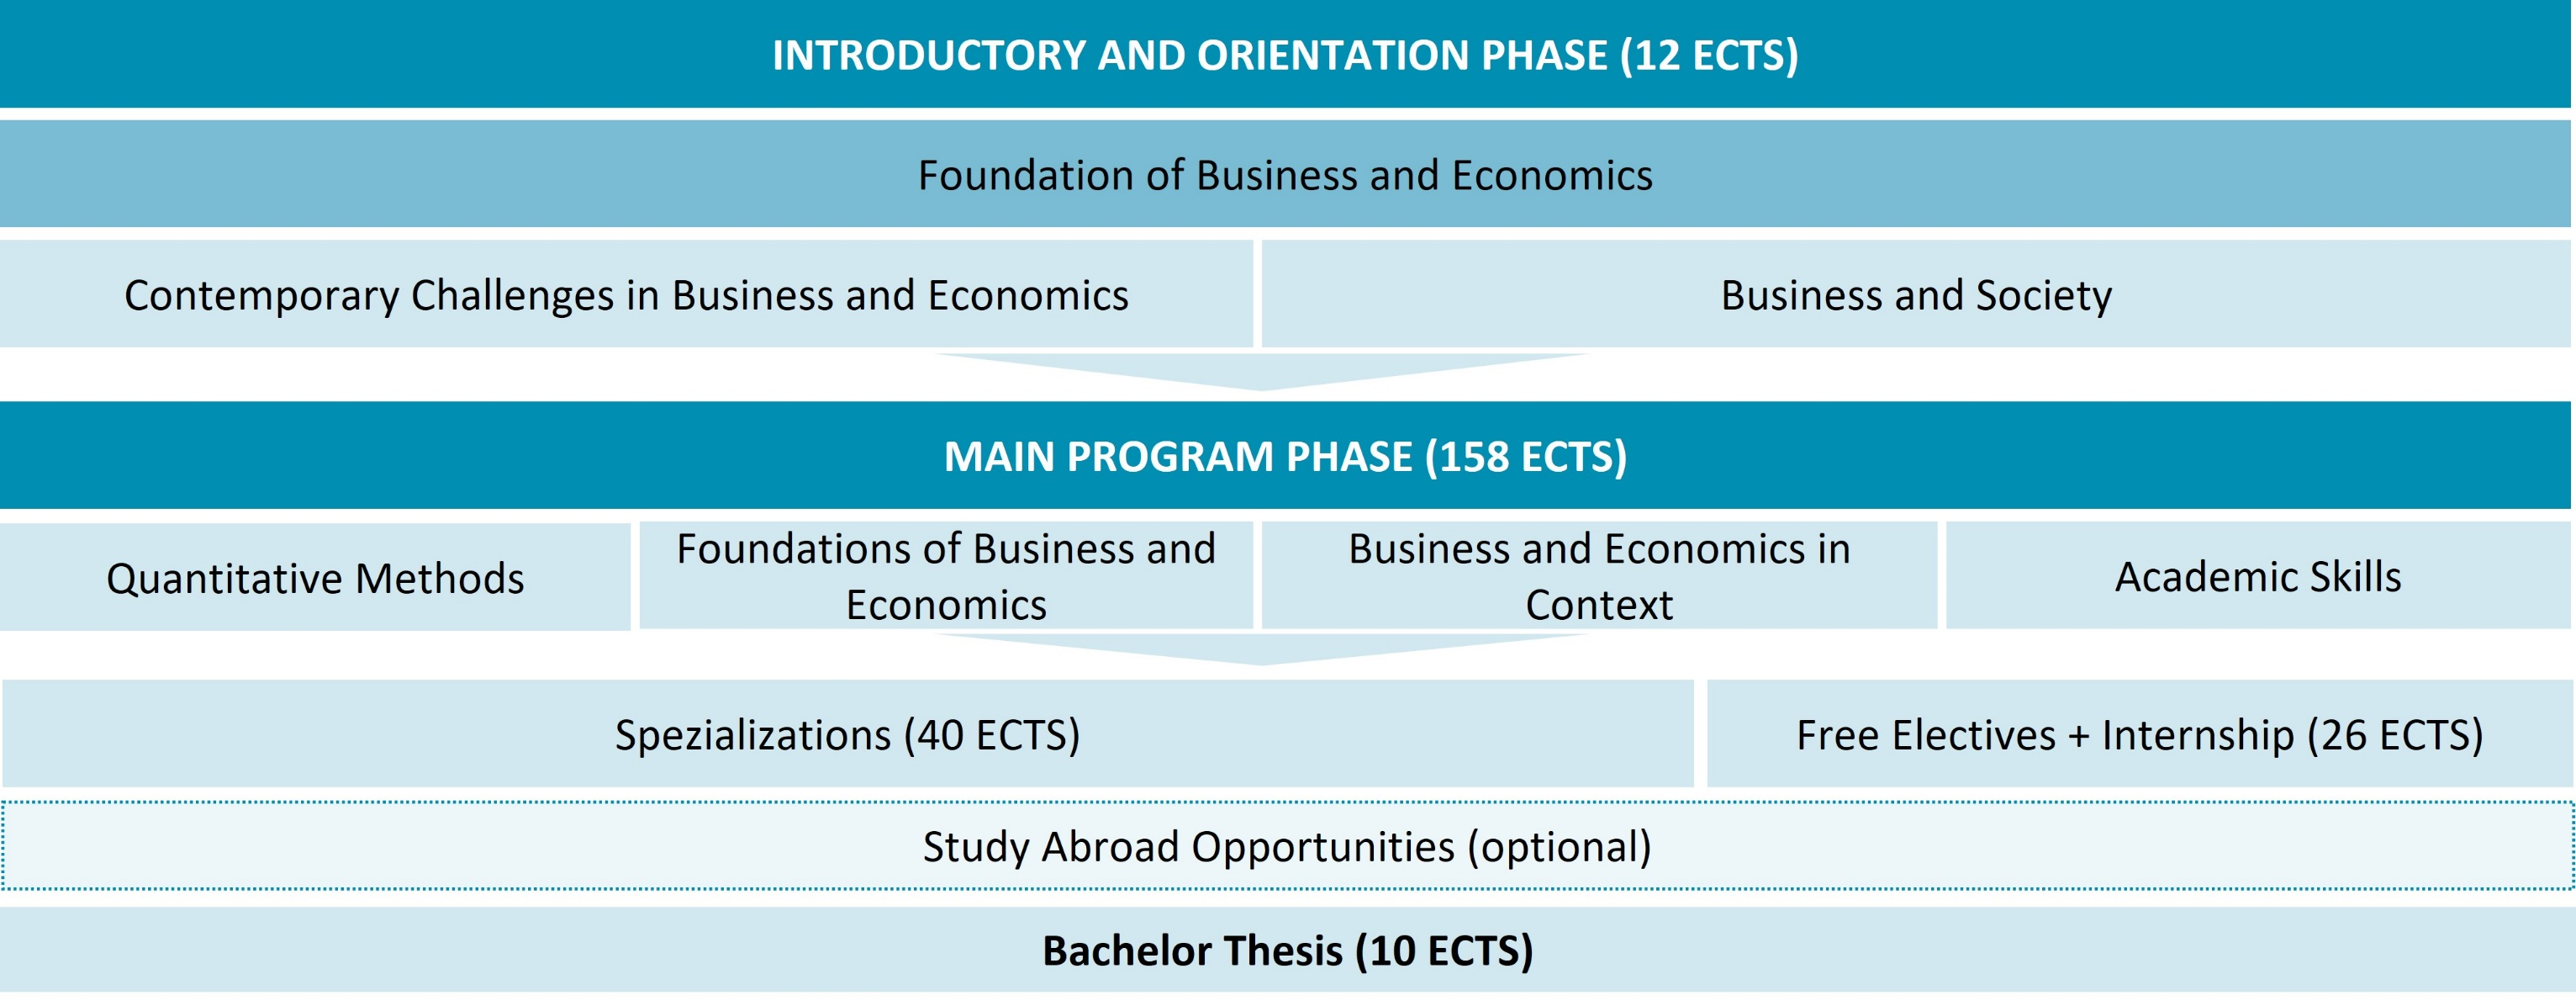 INTRODUCTORY AND ORIENTATION PHASE (12 ECTS)
Foundation of Business and Economics
Contemporary Challenges in Business and Economics
Business and Society
MAIN PROGRAM PHASE (158 ECTS)
Quantitative Methods
Foundations of Business and
Economics
Business and Economics in
Context
Academic Skills
Spezializations (40 ECTS)
Free Electives + Internship (26 ECTS)
Study Abroad Opportunities (optional)
Bachelor Thesis (10 ECTS)